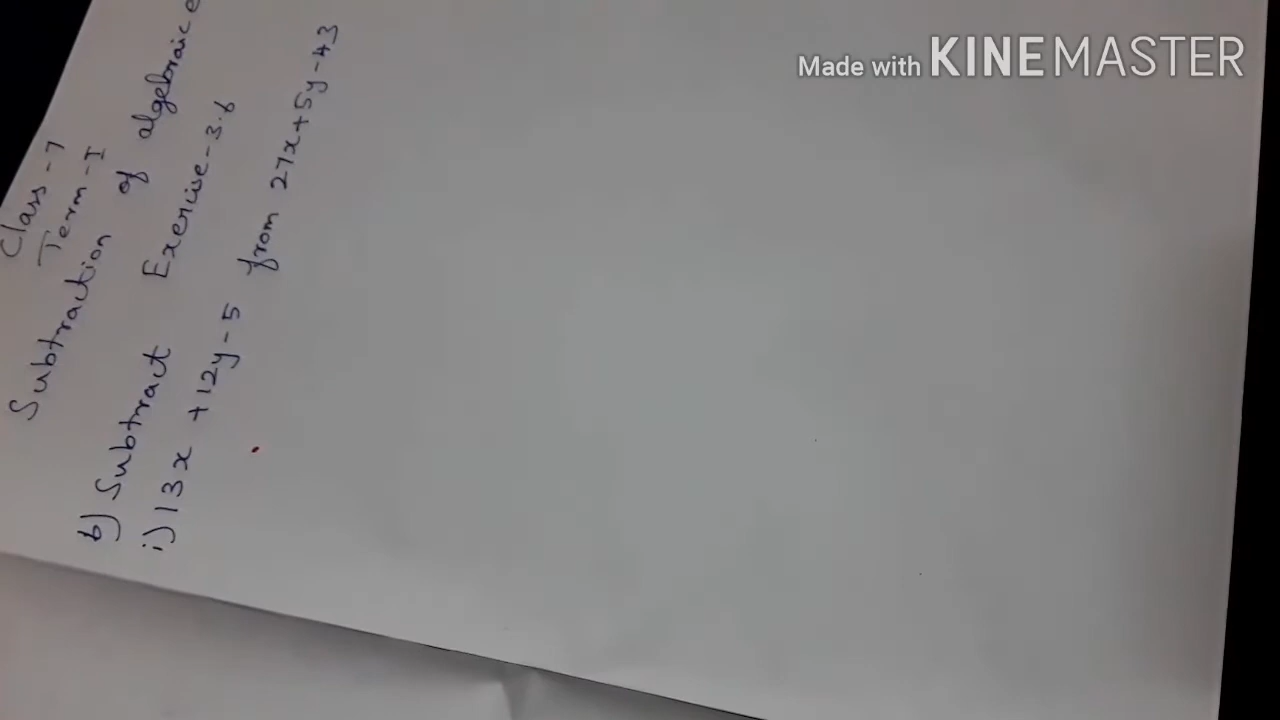 Class - 7
Term - I
Subtraction of algebraic
b) Subtract Exercise - 3.6
i) 13x + 12y - 5 from 27x + 5y - 43
Made with KINEMASTER